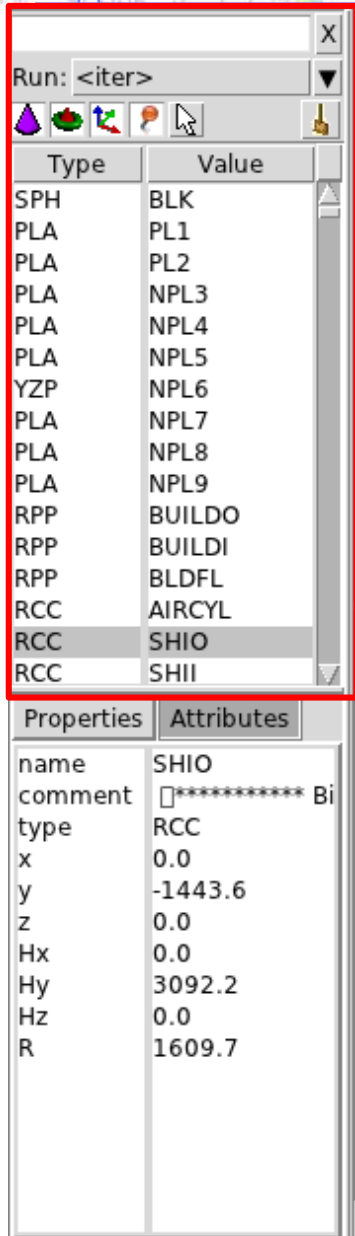 X
Run: <iter>
Type Value
SPH BLK
PLA PL1
PLA PL2
PLA NPL3
PLA NPL4
PLA NPL5
YZP NPL6
PLA NPL7
PLA NPL8
PLA NPL9
RPP BUILDO
RPP BUILDI
RPP BLDFL
RCC AIRCYL
RCC SHIO
RCC SHII
Properties Attributes
name SHIO
comment ▯*********** Bi
type RCC
x 0.0
y -1443.6
z 0.0
Hx 0.0
Hy 3092.2
Hz 0.0
R 1609.7